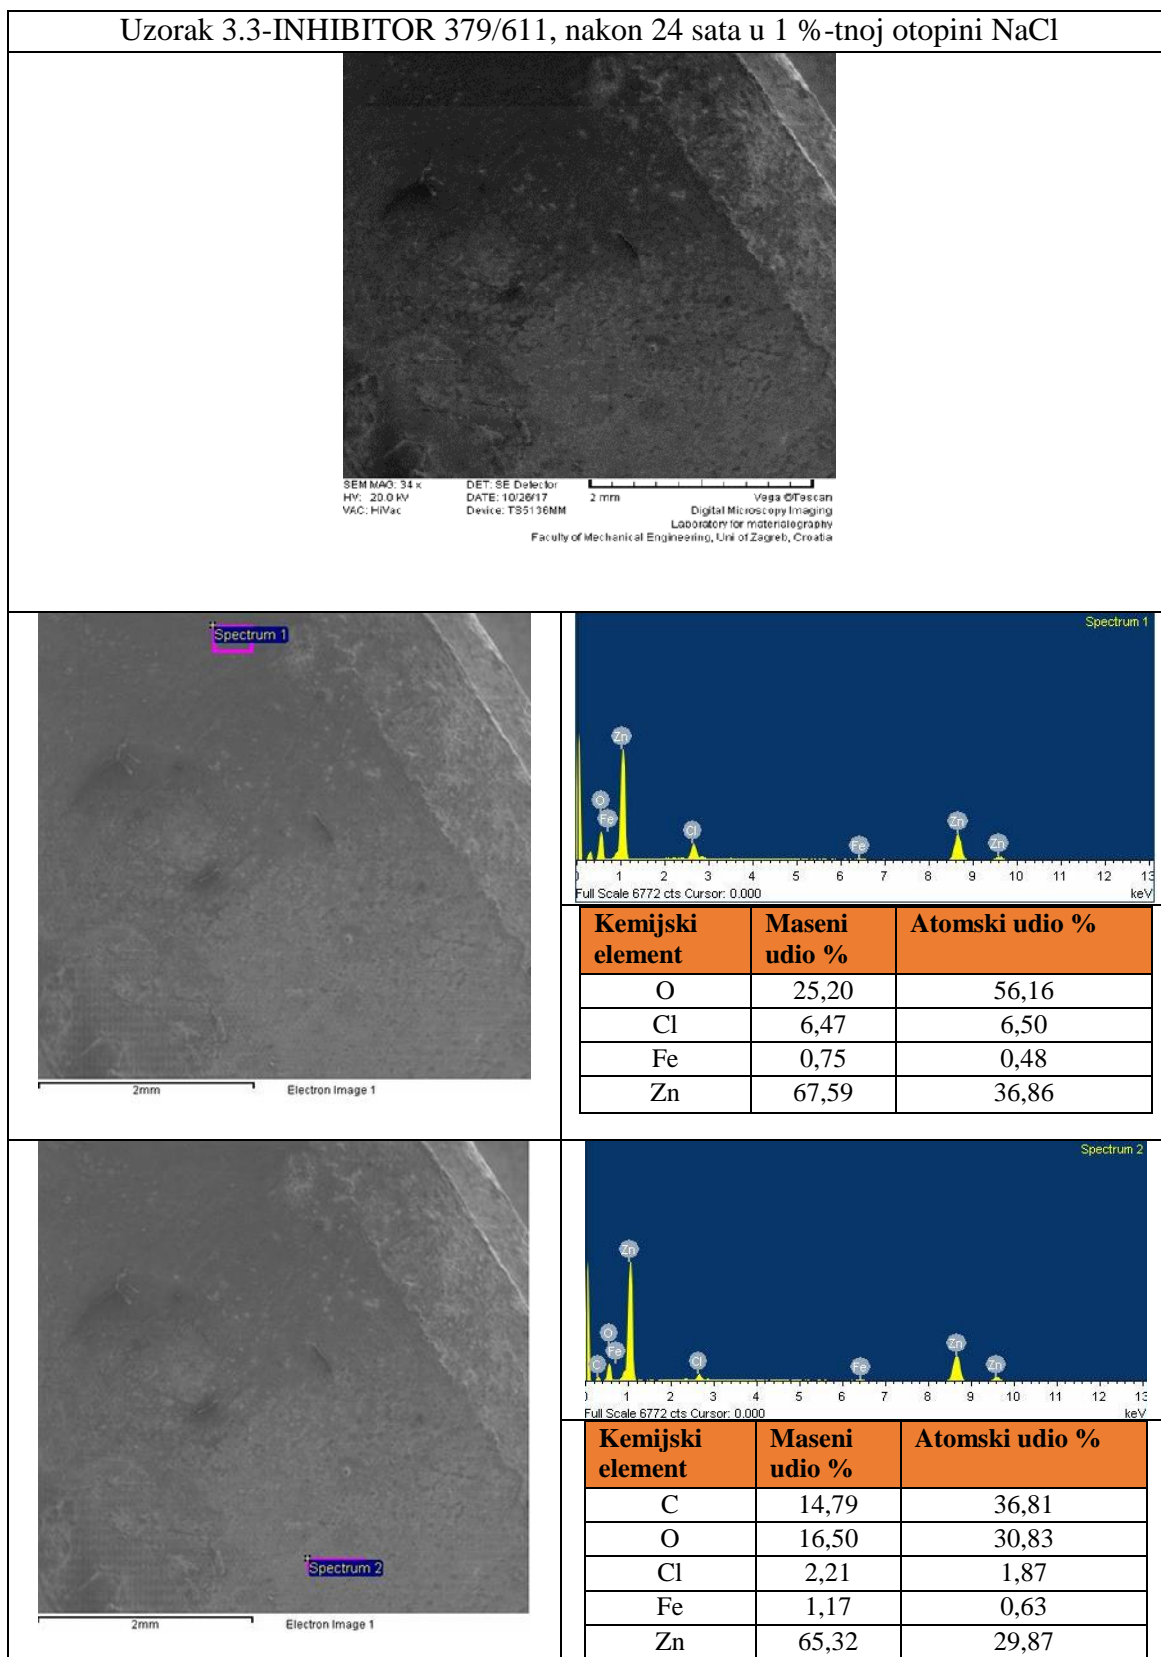 Uzorak 3.3-INHIBITOR 379/611, nakon 24 sata u 1 %-tnoj otopini NaCl
SEM MAG: 34 x DET: SE Detector
HV: 20.0 kV DATE: 10/26/17 2 mm Vega ©Tescan
VAC: HiVac Device: TS5136MM Digital Microscopy Imaging
Laboratory for materialography
Faculty of Mechanical Engineering, Uni of Zagreb, Croatia
Spectrum 1
2mm Electron Image 1
Spectrum 1
Zn
O
Fe
Cl
Fe
Zn
Zn
1 2 3 4 5 6 7 8 9 10 11 12 13
Full Scale 6772 cts Cursor: 0.000 keV
Kemijski element Maseni udio % Atomski udio %
O 25,20 56,16
Cl 6,47 6,50
Fe 0,75 0,48
Zn 67,59 36,86
Spectrum 2
2mm Electron Image 1
Spectrum 2
Zn
O
Fe
C
Cl
Fe
Zn
Zn
1 2 3 4 5 6 7 8 9 10 11 12 13
Full Scale 6772 cts Cursor: 0.000 keV
Kemijski element Maseni udio % Atomski udio %
C 14,79 36,81
O 16,50 30,83
Cl 2,21 1,87
Fe 1,17 0,63
Zn 65,32 29,87